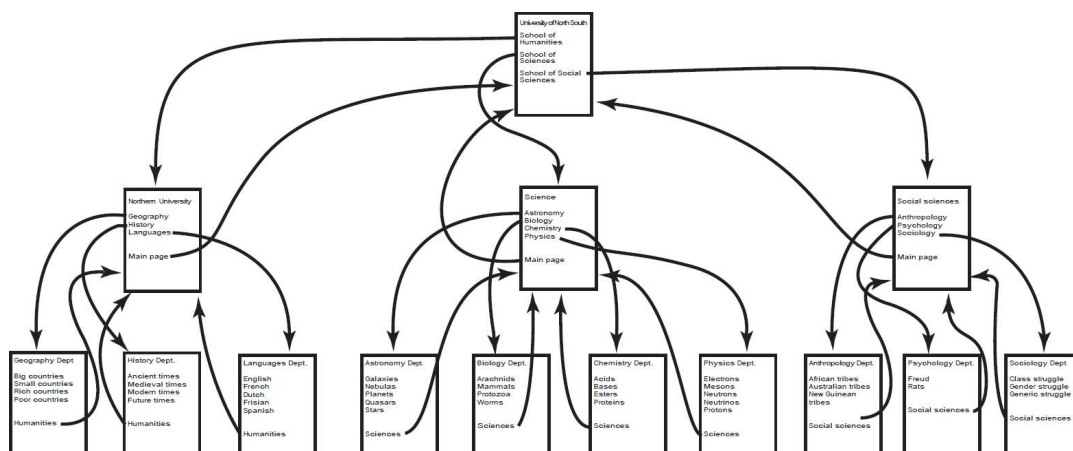 University of North South
School of
Humanities
School of
Sciences
School of Social
Sciences
Northern University
Geography
History
Languages
Main page
Science
Astronomy
Biology
Chemistry
Physics
Main page
Social sciences
Anthropology
Psychology
Sociology
Main page
Geography Dept
Big countries
Small countries
Rich countries
Poor countries
Humanities
History Dept.
Ancient times
Medieval times
Modern times
Future times
Humanities
Languages Dept.
English
French
Dutch
Frisian
Spanish
Humanities
Astronomy Dept.
Galaxies
Nebulas
Planets
Quasars
Stars
Sciences
Biology Dept.
Arachnids
Mammals
Protozoa
Worms
Sciences
Chemistry Dept.
Acids
Bases
Esters
Proteins
Sciences
Physics Dept.
Electrons
Mesons
Neutrons
Neutrinos
Protons
Sciences
Anthropology Dept.
African tribes
Australian tribes
New Guinean
tribes
Social sciences
Psychology Dept.
Freud
Rats
Social sciences
Sociology Dept
Class struggle
Gender struggle
Generic struggle
Social sciences